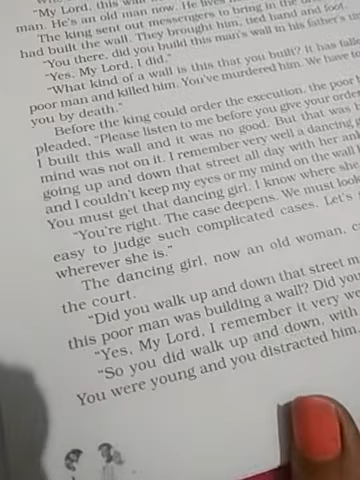 "My Lord, this wall
man. He's an old man now. He lives
The king sent out messengers to bring in the
had built the wall. They brought him, tied hand and foot.
"You there, did you build this man's wall in his father's
"Yes, My Lord, I did."
"What kind of a wall is this that you built? It has falle
poor man and killed him. You've murdered him. We have to
you by death."
Before the king could order the execution, the poor
pleaded, "Please listen to me before you give your order
I built this wall and it was no good. But that was
mind was not on it. I remember very well a dancing g
going up and down that street all day with her a
and I couldn't keep my eyes or my mind on the wall
You must get that dancing girl. I know where she
"You're right. The case deepens. We must look
easy to judge such complicated cases. Let's
wherever she is."
The dancing girl, now an old woman, c
the court.
"Did you walk up and down that street
this poor man was building a wall? Did you
"Yes, My Lord, I remember it very we
"So you did walk up and down, with
You were young and you distracted him